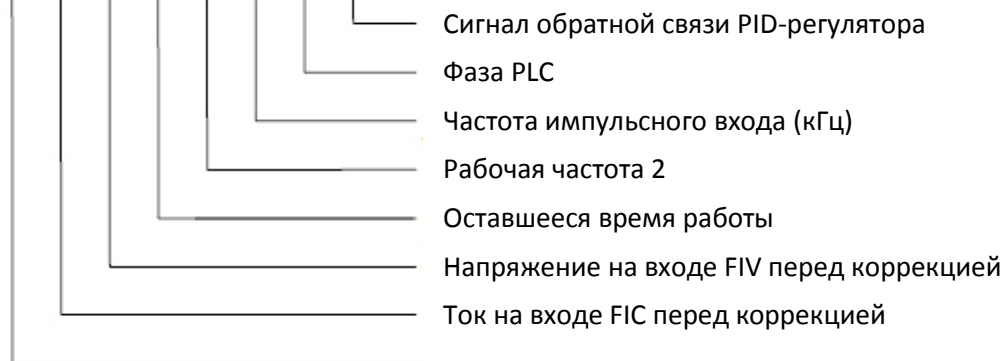 Сигнал обратной связи PID-регулятора
Фаза PLC
Частота импульсного входа (кГц)
Рабочая частота 2
Оставшееся время работы
Напряжение на входе FIV перед коррекцией
Ток на входе FIC перед коррекцией